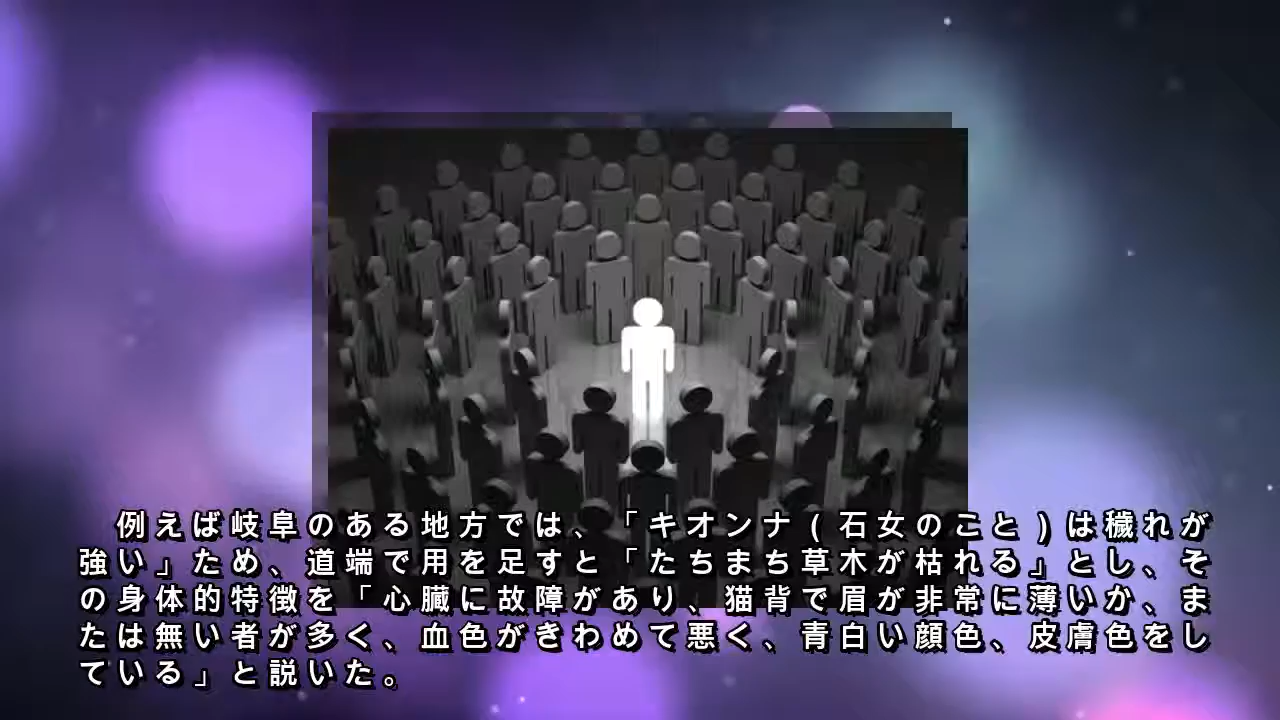 例えば岐阜のある地方では、「キオンナ(石女のこと)は穢れが
強い」ため、道端で用を足すと「たちまち草木が枯れる」とし、そ
の身体的特徴を「心臓に故障があり、猫背で眉が非常に薄いか、ま
たは無い者が多く、血色がきわめて悪く、青白い顔色、皮膚色をし
ている」と説いた。